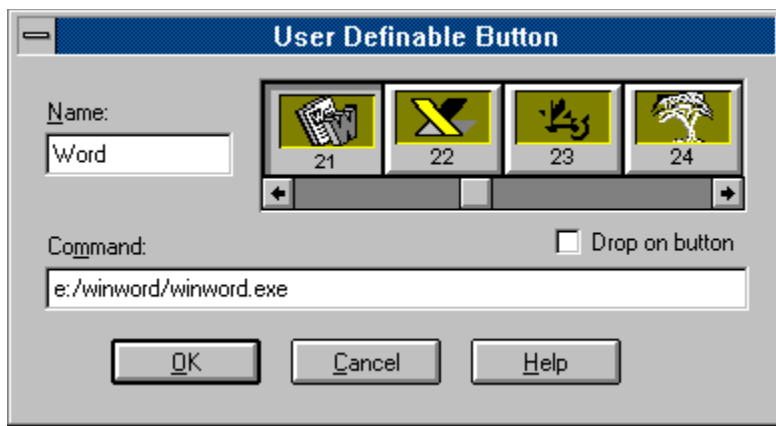 User Definable Button
Name:
Word
21 22 23 24
Drop on button
Command:
e:/winword/winword.exe
OK Cancel Help